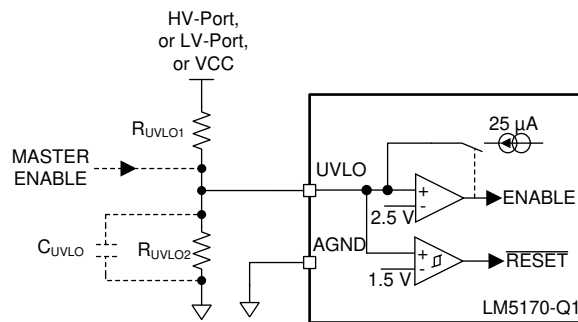 HV-Port,
or LV-Port,
or VCC
RUVLO1
MASTER
ENABLE
CUVLO
RUVLO2
UVLO
AGND
25 µA
+
-
2.5 V
ENABLE
+
-
1.5 V
RESET
LM5170-Q1